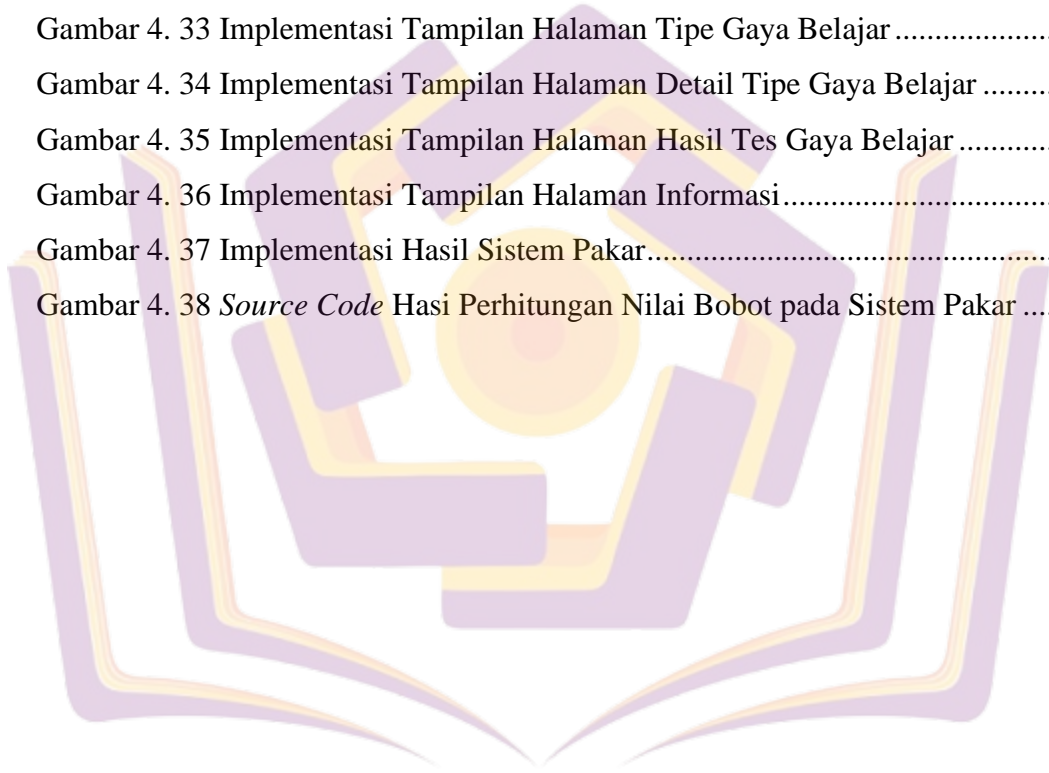 Gambar 4. 33 Implementasi Tampilan Halaman Tipe Gaya Belajar ...................
Gambar 4. 34 Implementasi Tampilan Halaman Detail Tipe Gaya Belajar .........
Gambar 4. 35 Implementasi Tampilan Halaman Hasil Tes Gaya Belajar ............
Gambar 4. 36 Implementasi Tampilan Halaman Informasi..................................
Gambar 4. 37 Implementasi Hasil Sistem Pakar..................................................
Gambar 4. 38 Source Code Hasi Perhitungan Nilai Bobot pada Sistem Pakar ....